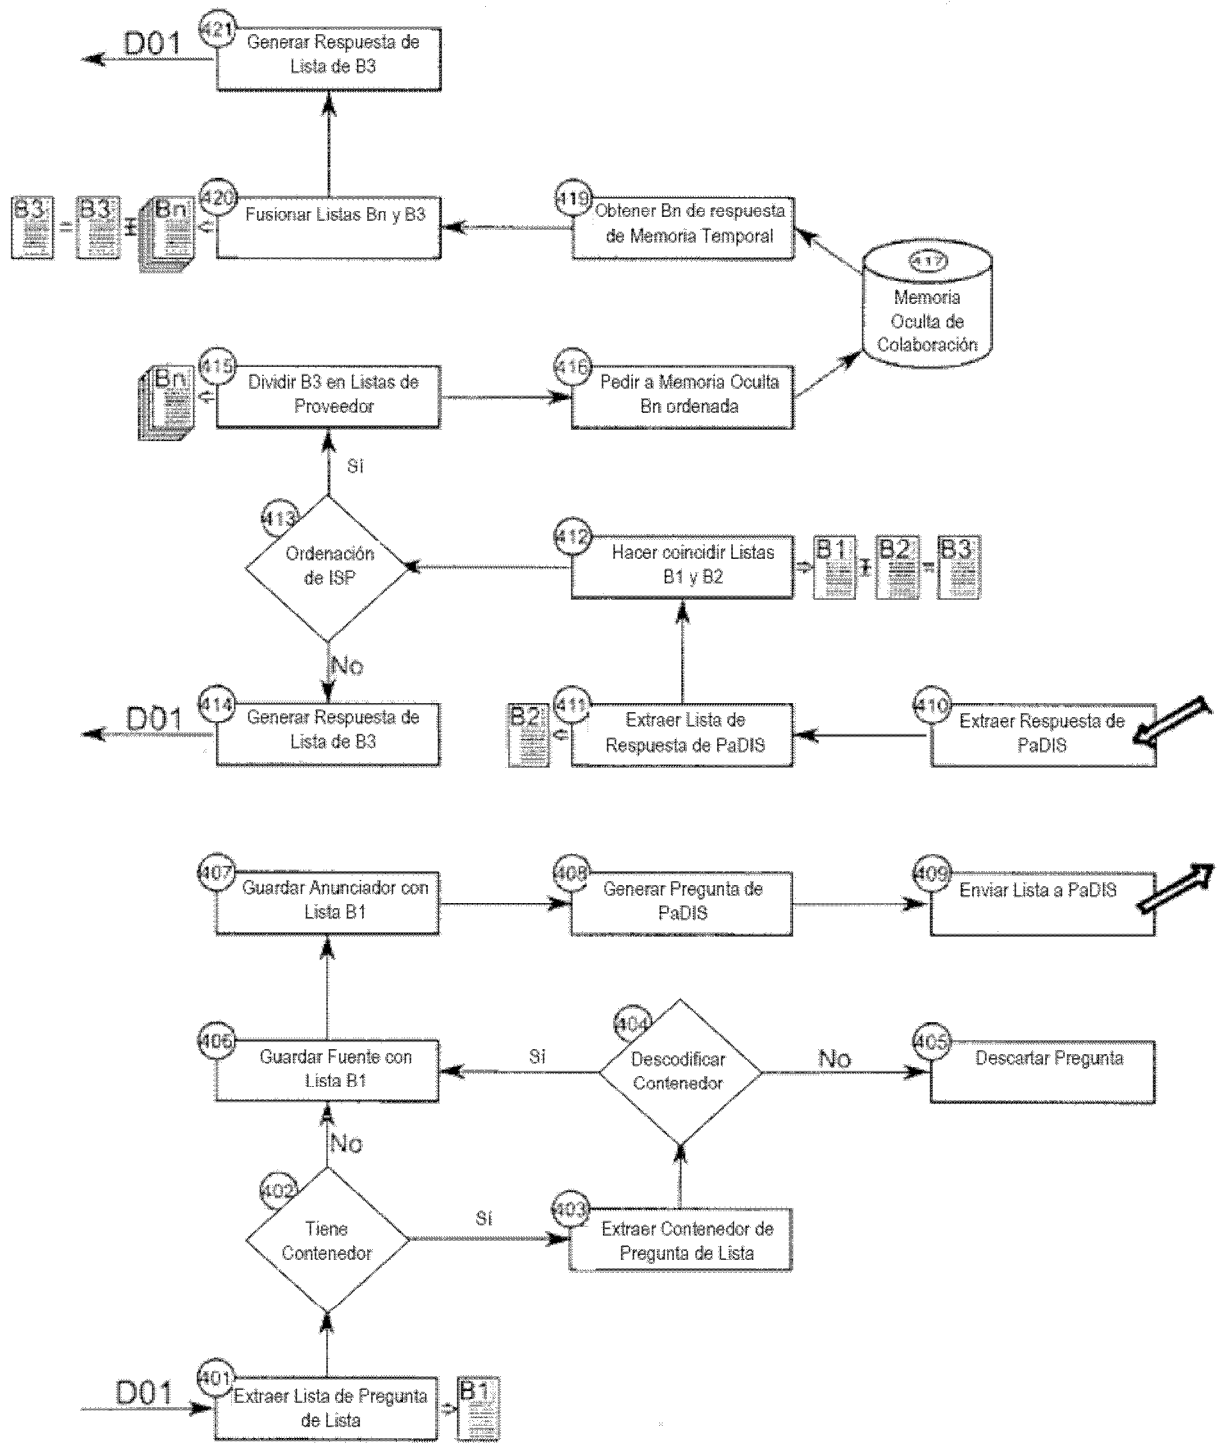 421
Generar Respuesta de
Lista de B3
D01
B3
=
B3
±
Bn
420
Fusionar Listas Bn y B3
419
Obtener Bn de respuesta
de Memoria Temporal
417
Memoria
Oculta de
Colaboración
Bn
415
Dividir B3 en Listas de
Proveedor
416
Pedir a Memoria Oculta
Bn ordenada
Sí
413
Ordenación
de ISP
412
Hacer coincidir Listas
B1 y B2
B1
±
B2
=
B3
No
D01
414
Generar Respuesta de
Lista de B3
B2
411
Extraer Lista de
Respuesta de PaDIS
410
Extraer Respuesta de
PaDIS
407
Guardar Anunciador con
Lista B1
408
Generar Pregunta de
PaDIS
409
Enviar Lista a PaDIS
406
Guardar Fuente con
Lista B1
Sí
404
Descodificar
Contenedor
No
405
Descartar Pregunta
No
402
Tiene
Contenedor
Sí
403
Extraer Contenedor de
Pregunta de Lista
D01
401
Extraer Lista de Pregunta
de Lista
B1